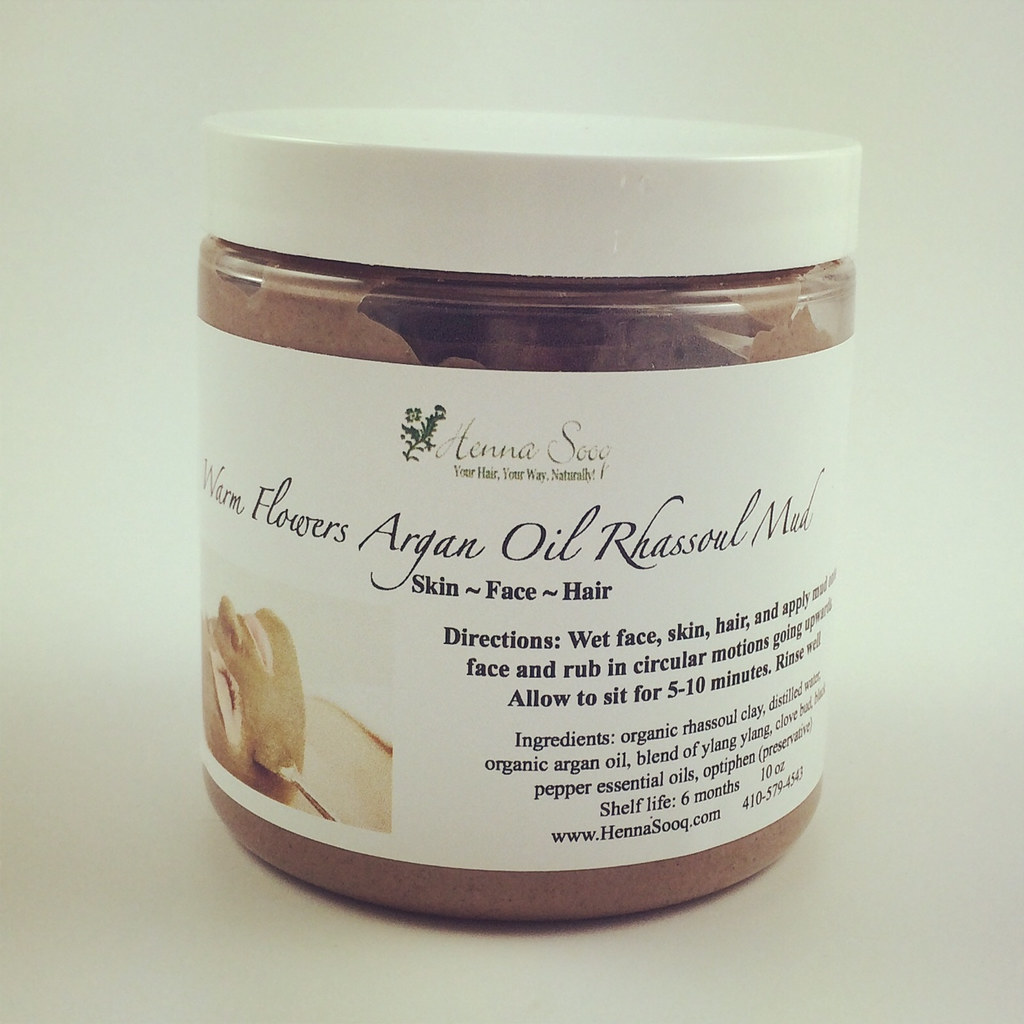 Henna Sooq
Your Hair, Your Way, Naturally!
Warm Flowers Argan Oil Rhassoul Mud
Skin ~ Face ~ Hair
Directions: Wet face, skin, hair, and apply mud
face and rub in circular motions going upwards
Allow to sit for 5-10 minutes. Rinse well
Ingredients: organic rhassoul clay, distilled water,
organic argan oil, blend of ylang ylang, clove bud, black
pepper essential oils, optiphen (preservative)
Shelf life: 6 months 10 oz
www.HennaSooq.com 410-579-4543